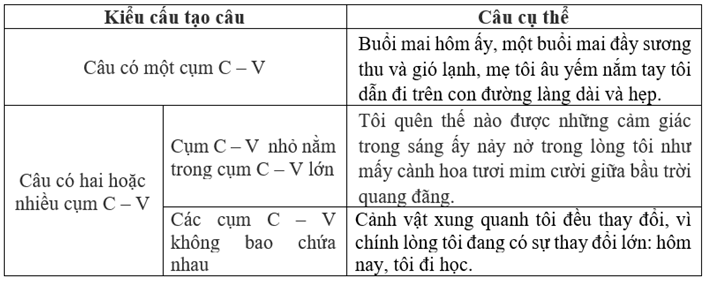 Kiểu cấu tạo câu
Câu cụ thể
Câu có một cụm C – V
Buổi mai hôm ấy, một buổi mai đầy sương
thu và gió lạnh, mẹ tôi âu yếm nắm tay tôi
dẫn đi trên con đường làng dài và hẹp.
Câu có hai hoặc
nhiều cụm C – V
Cụm C – V nhỏ nằm
trong cụm C – V lớn
Tôi quên thế nào được những cảm giác
trong sáng ấy nảy nở trong lòng tôi như
mấy cành hoa tươi mỉm cười giữa bầu trời
quang đãng.
Các cụm C – V
không bao chứa
nhau
Cảnh vật xung quanh tôi đều thay đổi, vì
chính lòng tôi đang có sự thay đổi lớn: hôm
nay, tôi đi học.